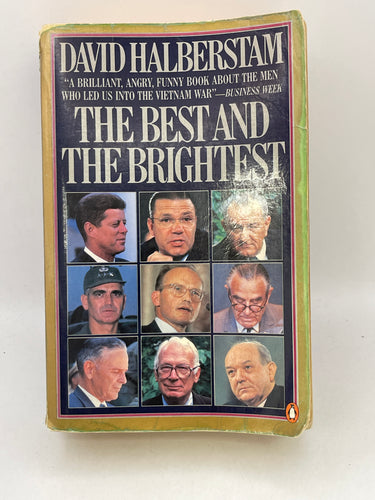 DAVID HALBERSTAM
“A BRILLIANT, ANGRY, FUNNY BOOK ABOUT THE MEN
WHO LED US INTO THE VIETNAM WAR”—BUSINESS WEEK
THE BEST AND
THE BRIGHTEST